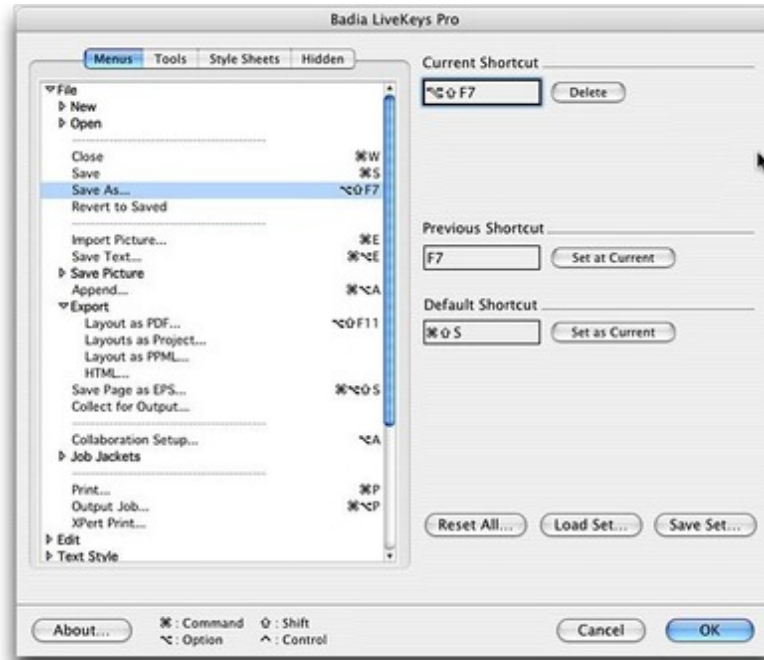 Badia LiveKeys Pro
Menus Tools Style Sheets Hidden
File
New
Open
Close ⌘W
Save ⌘S
Save As... ⌥⇧F7
Revert to Saved
Import Picture... ⌘E
Save Text... ⌘⌥E
Save Picture
Append... ⌘⌥A
Export
Layout as PDF... ⌥⇧F11
Layouts as Project...
Layout as PPML...
HTML...
Save Page as EPS... ⌘⌥⇧S
Collect for Output...
Collaboration Setup... ⌥A
Job Jackets
Print... ⌘P
Output Job... ⌘⌥P
XPert Print...
Edit
Text Style
Current Shortcut
⌥⇧F7 Delete
Previous Shortcut
F7 Set at Current
Default Shortcut
⌘⇧S Set as Current
Reset All... Load Set... Save Set...
About...
⌘ : Command ⇧ : Shift
⌥ : Option ^ : Control
Cancel OK